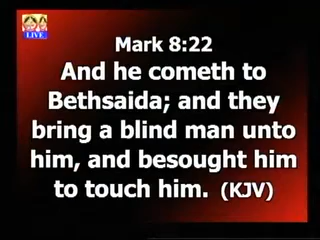 LIVE
Mark 8:22
And he cometh to
Bethsaida; and they
bring a blind man unto
him, and besought him
to touch him. (KJV)